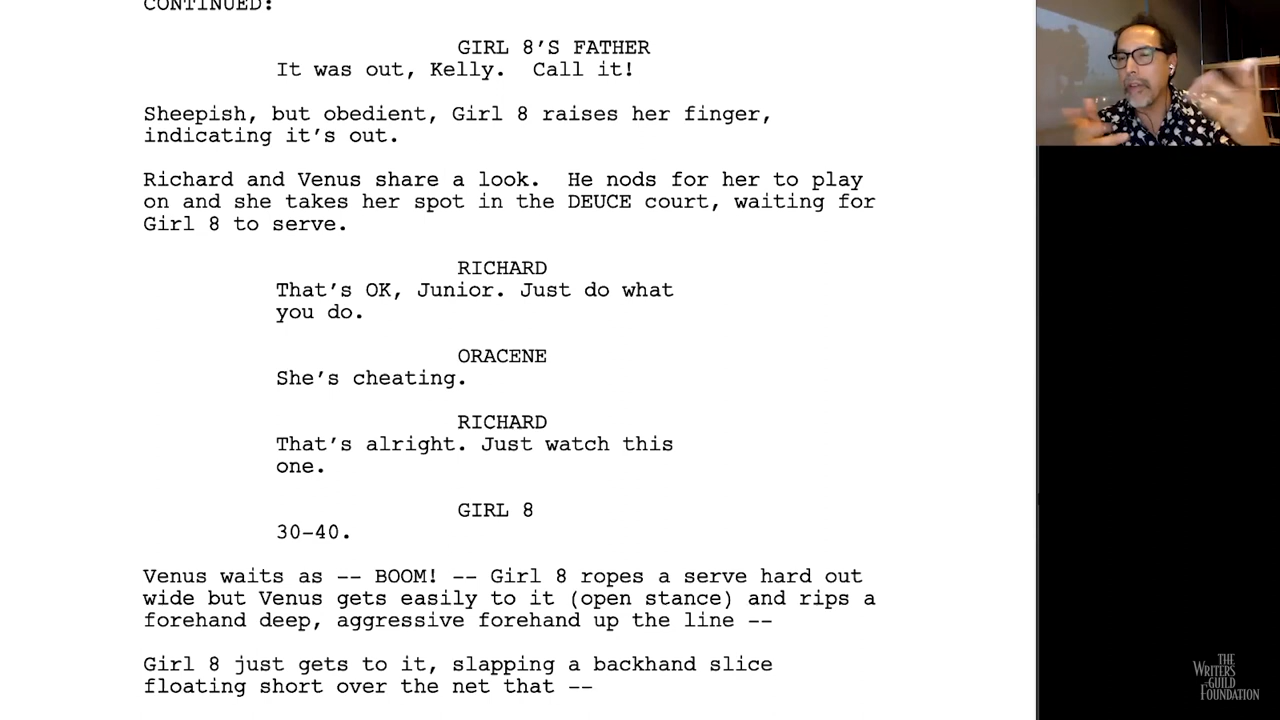 CONTINUED:
GIRL 8'S FATHER
It was out, Kelly.  Call it!
Sheepish, but obedient, Girl 8 raises her finger,
indicating it's out.
Richard and Venus share a look.  He nods for her to play
on and she takes her spot in the DEUCE court, waiting for
Girl 8 to serve.
RICHARD
That's OK, Junior. Just do what
you do.
ORACENE
She's cheating.
RICHARD
That's alright. Just watch this
one.
GIRL 8
30-40.
Venus waits as -- BOOM! -- Girl 8 ropes a serve hard out
wide but Venus gets easily to it (open stance) and rips a
forehand deep, aggressive forehand up the line --
Girl 8 just gets to it, slapping a backhand slice
floating short over the net that --
THE
WRITERS
GUILD
FOUNDATION